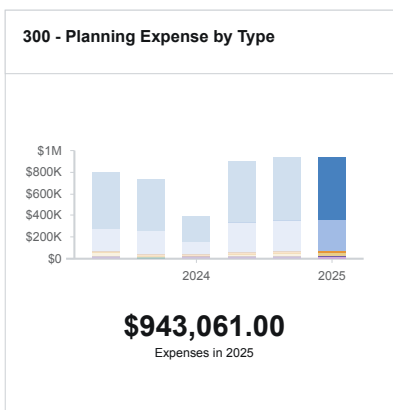 300 - Planning Expense by Type
$1M
$800K
$600K
$400K
$200K
$0
2024
2025
$943,061.00
Expenses in 2025